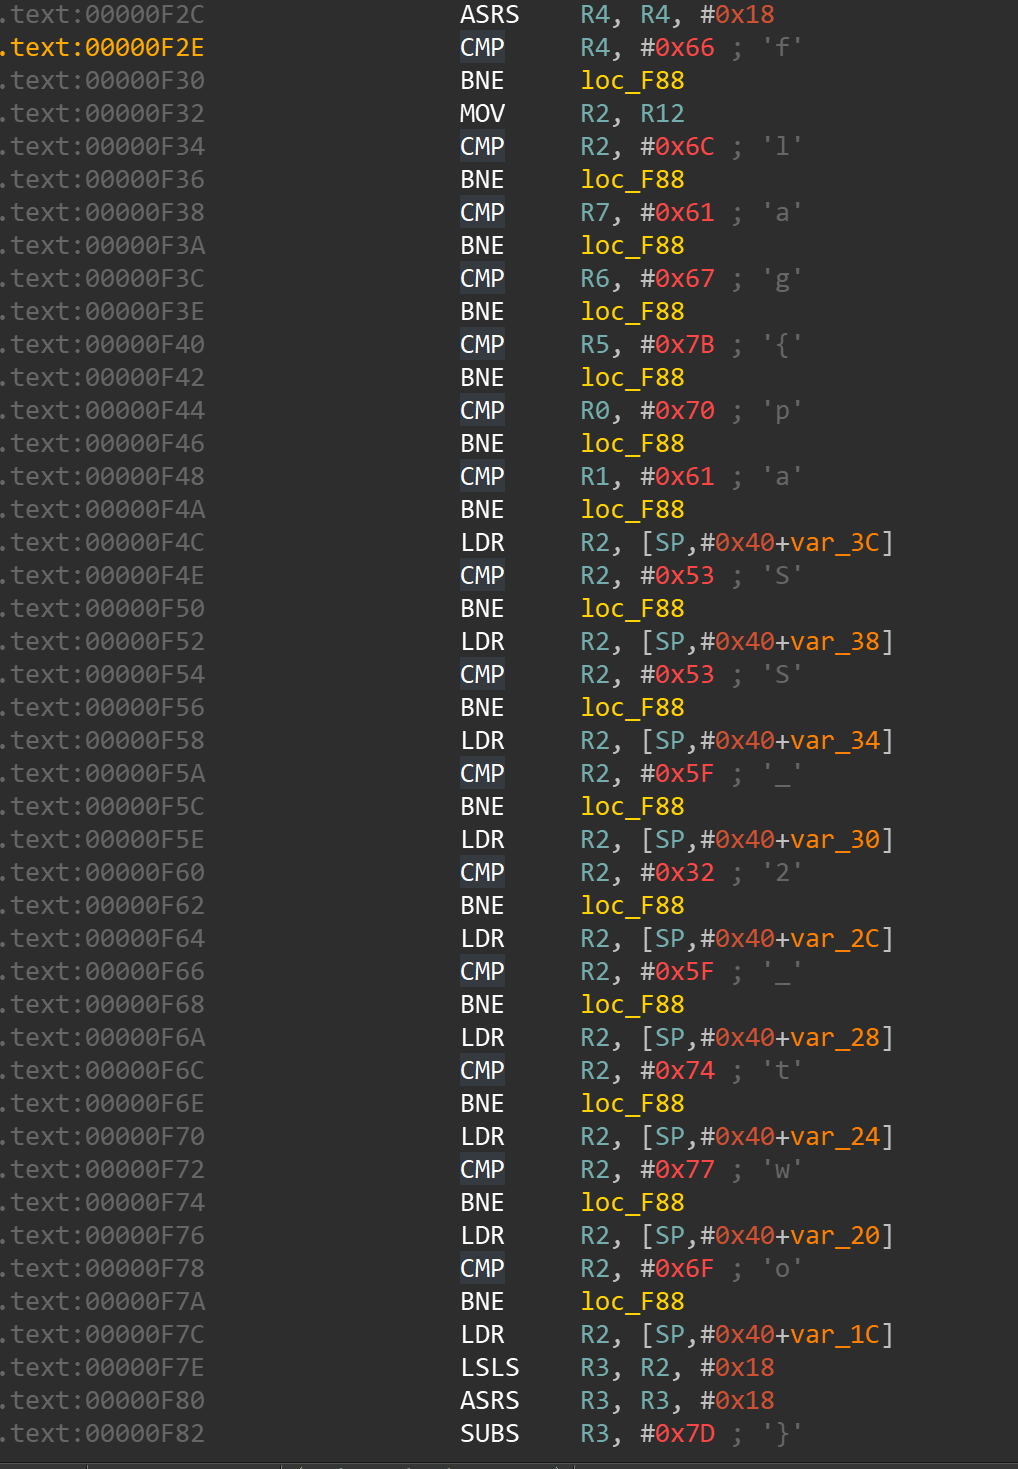 .text:00000F2C ASRS R4, R4, #0x18
.text:00000F2E CMP R4, #0x66 ; 'f'
.text:00000F30 BNE loc_F88
.text:00000F32 MOV R2, R12
.text:00000F34 CMP R2, #0x6C ; 'l'
.text:00000F36 BNE loc_F88
.text:00000F38 CMP R7, #0x61 ; 'a'
.text:00000F3A BNE loc_F88
.text:00000F3C CMP R6, #0x67 ; 'g'
.text:00000F3E BNE loc_F88
.text:00000F40 CMP R5, #0x7B ; '{'
.text:00000F42 BNE loc_F88
.text:00000F44 CMP R0, #0x70 ; 'p'
.text:00000F46 BNE loc_F88
.text:00000F48 CMP R1, #0x61 ; 'a'
.text:00000F4A BNE loc_F88
.text:00000F4C LDR R2, [SP,#0x40+var_3C]
.text:00000F4E CMP R2, #0x53 ; 'S'
.text:00000F50 BNE loc_F88
.text:00000F52 LDR R2, [SP,#0x40+var_38]
.text:00000F54 CMP R2, #0x53 ; 'S'
.text:00000F56 BNE loc_F88
.text:00000F58 LDR R2, [SP,#0x40+var_34]
.text:00000F5A CMP R2, #0x5F ; '_'
.text:00000F5C BNE loc_F88
.text:00000F5E LDR R2, [SP,#0x40+var_30]
.text:00000F60 CMP R2, #0x32 ; '2'
.text:00000F62 BNE loc_F88
.text:00000F64 LDR R2, [SP,#0x40+var_2C]
.text:00000F66 CMP R2, #0x5F ; '_'
.text:00000F68 BNE loc_F88
.text:00000F6A LDR R2, [SP,#0x40+var_28]
.text:00000F6C CMP R2, #0x74 ; 't'
.text:00000F6E BNE loc_F88
.text:00000F70 LDR R2, [SP,#0x40+var_24]
.text:00000F72 CMP R2, #0x77 ; 'w'
.text:00000F74 BNE loc_F88
.text:00000F76 LDR R2, [SP,#0x40+var_20]
.text:00000F78 CMP R2, #0x6F ; 'o'
.text:00000F7A BNE loc_F88
.text:00000F7C LDR R2, [SP,#0x40+var_1C]
.text:00000F7E LSLS R3, R2, #0x18
.text:00000F80 ASRS R3, R3, #0x18
.text:00000F82 SUBS R3, #0x7D ; '}'